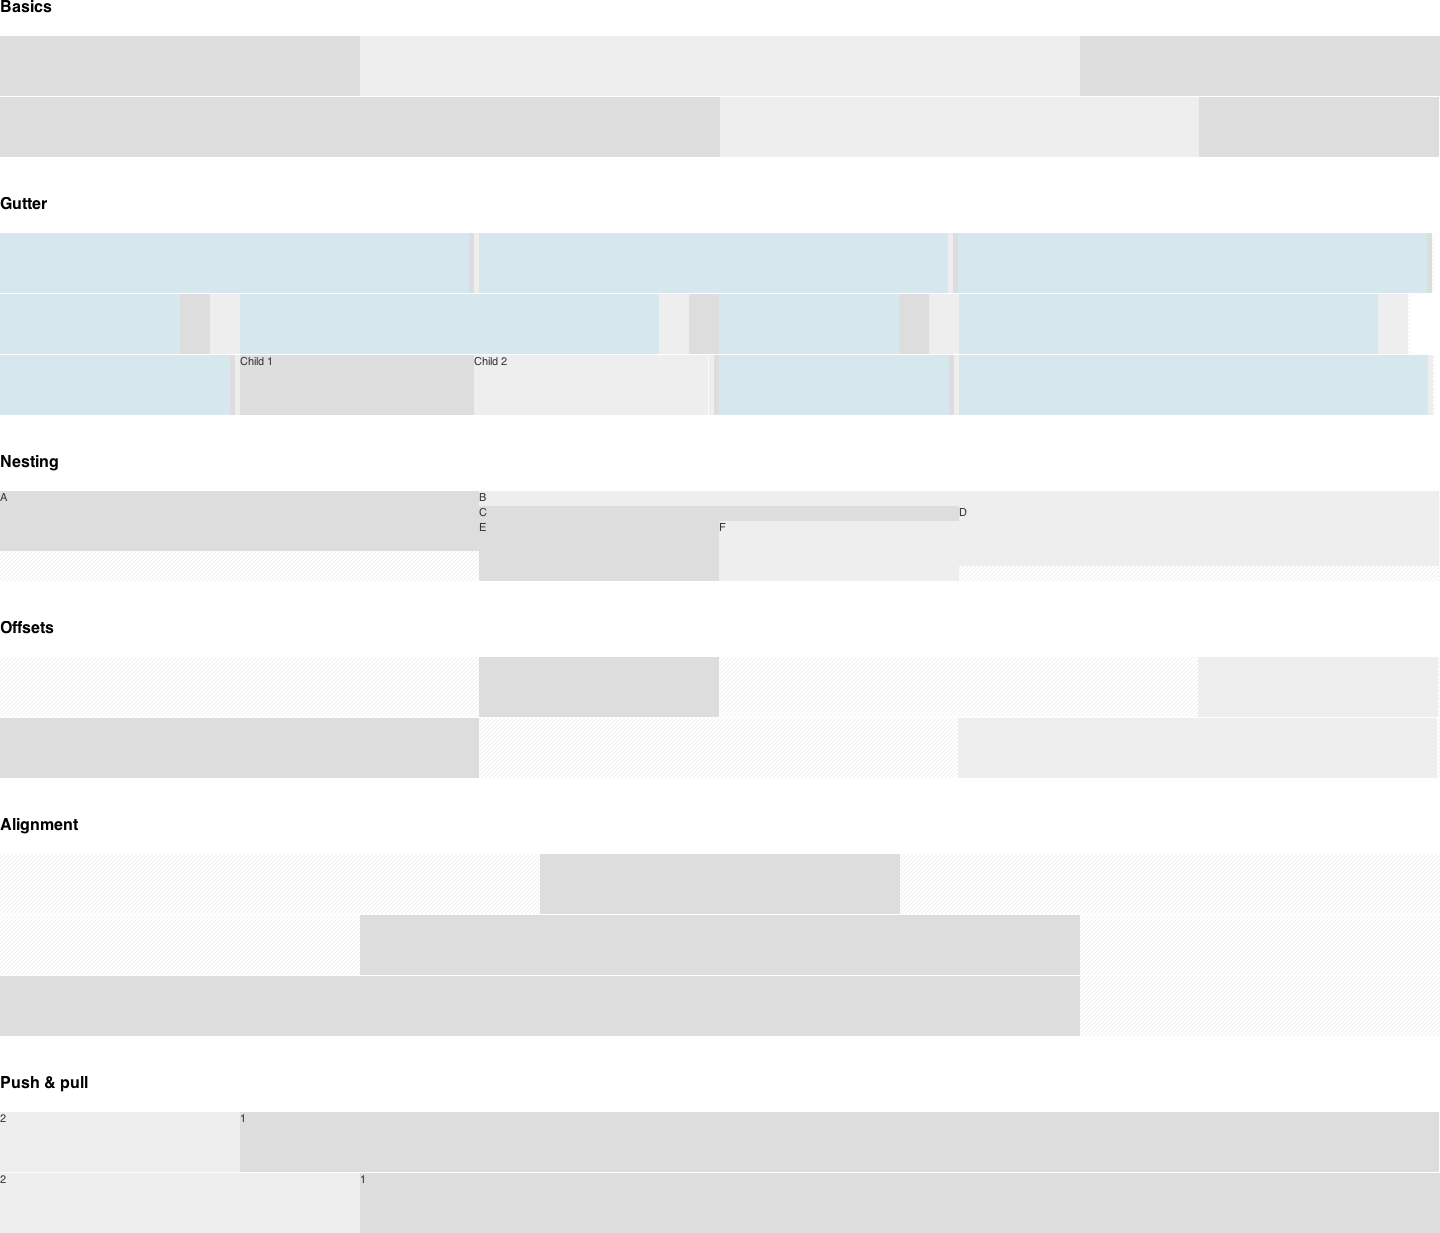 Basics
Gutter
Child 1 Child 2
Nesting
A B
C D
E F
Offsets
Alignment
Push & pull
2 1
2 1